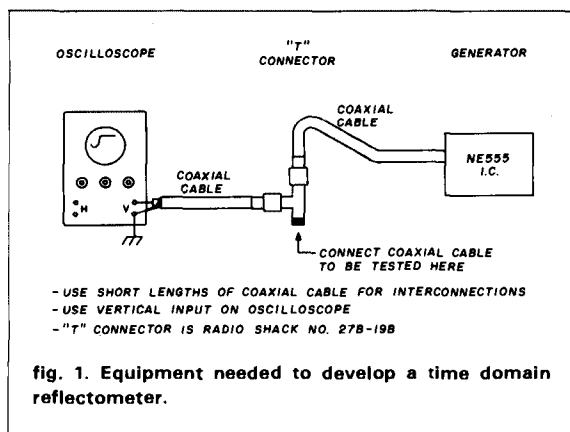 OSCILLOSCOPE
"T"
CONNECTOR
GENERATOR
COAXIAL
CABLE
NE555
I.C.
COAXIAL
CABLE
H
V
CONNECT COAXIAL CABLE
TO BE TESTED HERE
- USE SHORT LENGTHS OF COAXIAL CABLE FOR INTERCONNECTIONS
- USE VERTICAL INPUT ON OSCILLOSCOPE
- "T" CONNECTOR IS RADIO SHACK NO. 278-198
fig. 1. Equipment needed to develop a time domain
reflectometer.